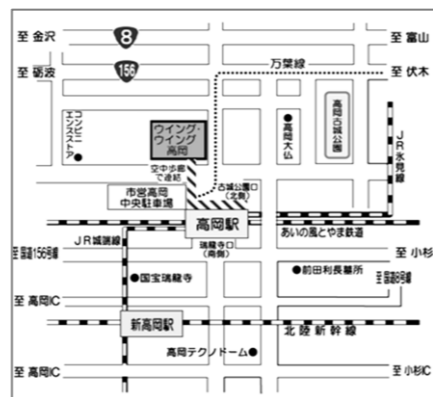 至 金沢
8
至 富山
至 砺波
156
万葉線
至 伏木
コンビニ
エンスストア
ウイング・
ウイング
高岡
高岡大仏
高岡古城公園
JR氷見線
空中歩廊
で連結
古城公園口
(北側)
市営高岡
中央駐車場
高岡駅
あいの風とやま鉄道
JR城端線
瑞龍寺口
(南側)
至国道156号線
至 小杉
国宝瑞龍寺
前田利長墓所
至国道8号線
至 高岡IC
新高岡駅
北陸新幹線
高岡テクノドーム
至 高岡IC
至 小杉IC